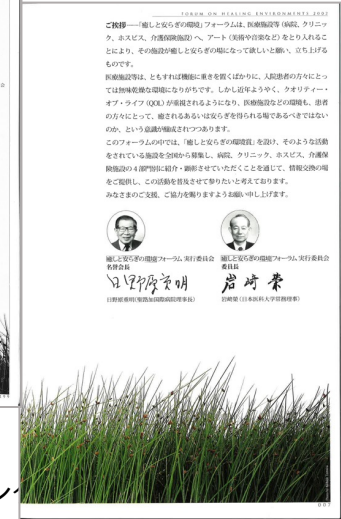 FORUM ON HEALING ENVIRONMENTS 2002
ご挨拶──「癒しと安らぎの環境」フォーラムは、医療施設等(病院、クリニッ
ク、ホスピス、介護保険施設)へ、アート(美術や音楽など)をとり入れるこ
とにより、その施設が癒しと安らぎの場になって欲しいと願い、立ち上げる
ものです。
医療施設等は、ともすれば機能に重きを置くばかりに、入院患者の方々にとっ
ては無味乾燥な環境になりがちです。しかし近年ようやく、クオリティー・
オブ・ライフ(QOL)が重視されるようになり、医療施設などの環境も、患者
の方々にとって、癒されるあるいは安らぎを得られる場であるべきではない
のか、という意識が醸成されつつあります。
このフォーラムの中では、「癒しと安らぎの環境賞」を設け、そのような活動
をされている施設を全国から募集し、病院、クリニック、ホスピス、介護保
険施設の4部門別に紹介・顕彰させていただくことを通じて、情報交換の場
をご提供し、この活動を普及させて参りたいと考えております。
みなさまのご支援、ご協力を賜りますようお願い申し上げます。
癒しと安らぎの環境フォーラム 実行委員会
名誉会長
日野原重明
日野原重明(聖路加国際病院理事長)
癒しと安らぎの環境フォーラム 実行委員会
委員長
岩﨑榮
岩﨑榮(日本医科大学常務理事)
007